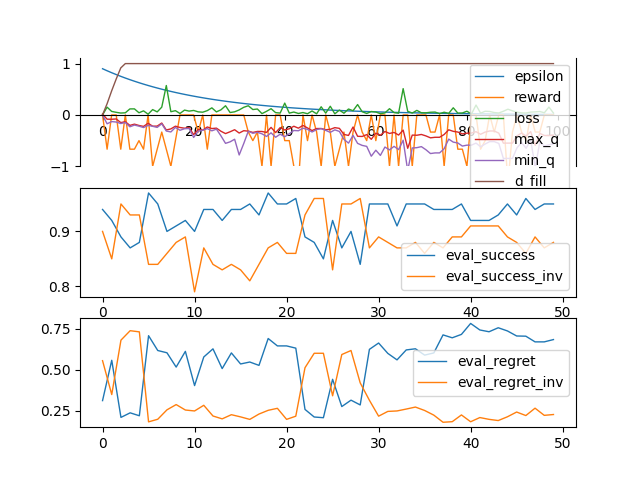 1
0
−1
0
20
40
60
80
100
epsilon
reward
loss
max_q
min_q
d_fill
0.9
0.8
0
10
20
30
40
50
eval_success
eval_success_inv
0.75
0.50
0.25
0
10
20
30
40
50
eval_regret
eval_regret_inv